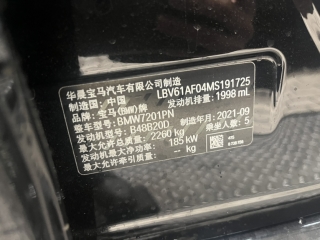 华晨宝马汽车有限公司制造
制造国: 中国 LBV61AF04MS191725
品牌: 宝马(BMW)牌 发动机排量: 1998 mL
整车型号: BMW7201PN
发动机型号: B48B20D 制造年月: 2021-09
最大允许总质量: 2260 kg 乘坐人数: 5
发动机最大净功率: 185 kW
最大允许牵引质量: — kg